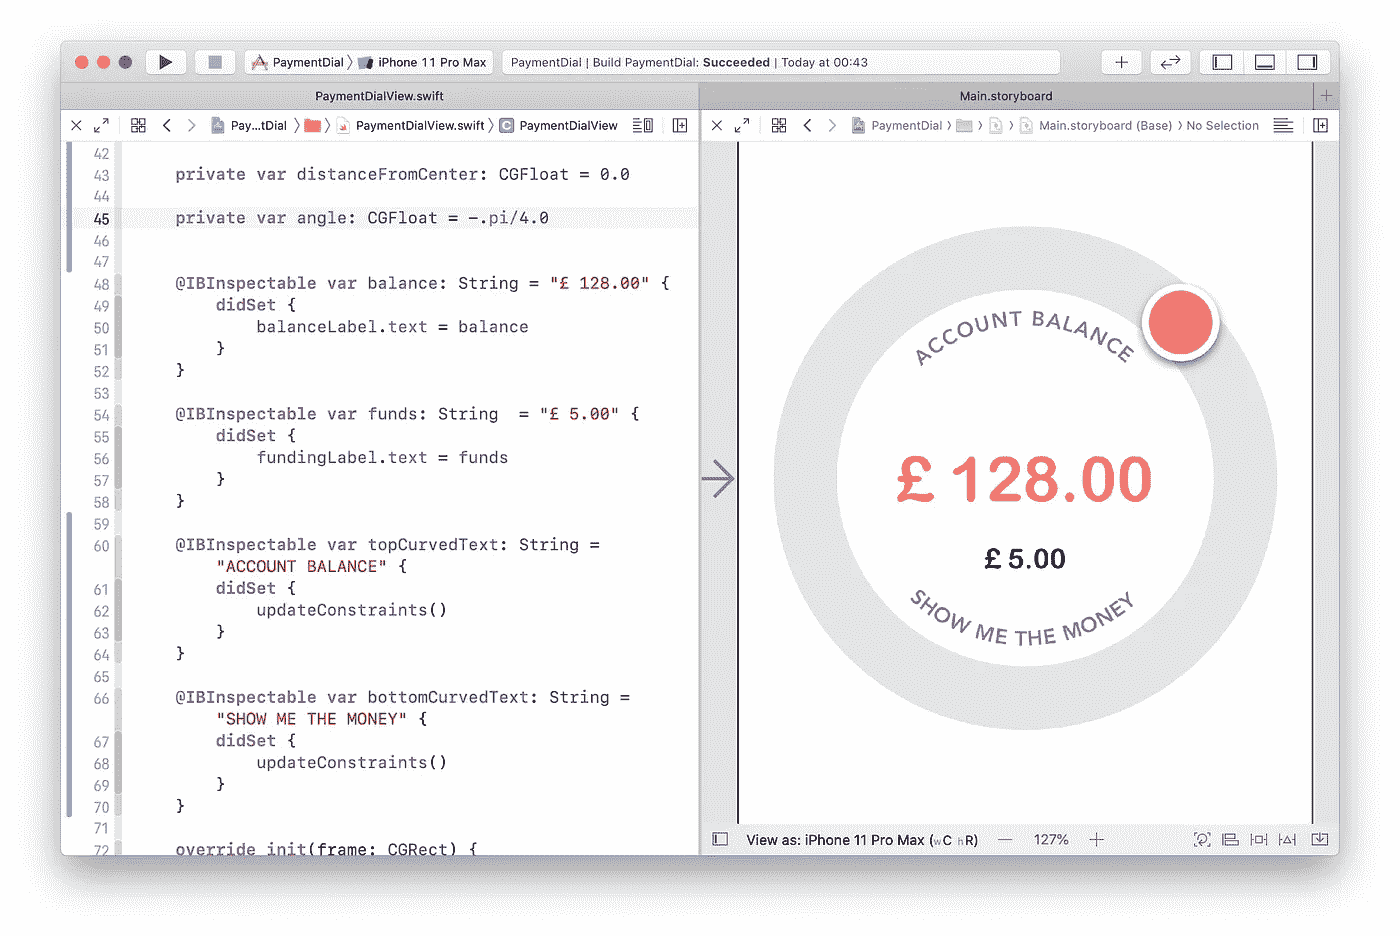 PaymentDial 〉 iPhone 11 Pro Max
PaymentDial | Build PaymentDial: Succeeded | Today at 00:43
PaymentDialView.swift
Main.storyboard
Pay...tDial 〉 〉 PaymentDialView.swift 〉 C PaymentDialView
PaymentDial 〉 〉 〉 Main.storyboard (Base) 〉 No Selection
42
43 private var distanceFromCenter: CGFloat = 0.0
44
45 private var angle: CGFloat = -.pi/4.0
46
47
48 @IBInspectable var balance: String = "£ 128.00" {
49 didSet {
50 balanceLabel.text = balance
51 }
52 }
53
54 @IBInspectable var funds: String  = "£ 5.00" {
55 didSet {
56 fundingLabel.text = funds
57 }
58 }
59
60 @IBInspectable var topCurvedText: String =
"ACCOUNT BALANCE" {
61 didSet {
62 updateConstraints()
63 }
64 }
65
66 @IBInspectable var bottomCurvedText: String =
"SHOW ME THE MONEY" {
67 didSet {
68 updateConstraints()
69 }
70 }
71
72 override init(frame: CGRect) {
ACCOUNT BALANCE
£ 128.00
£ 5.00
SHOW ME THE MONEY
View as: iPhone 11 Pro Max (wC hR)
127%